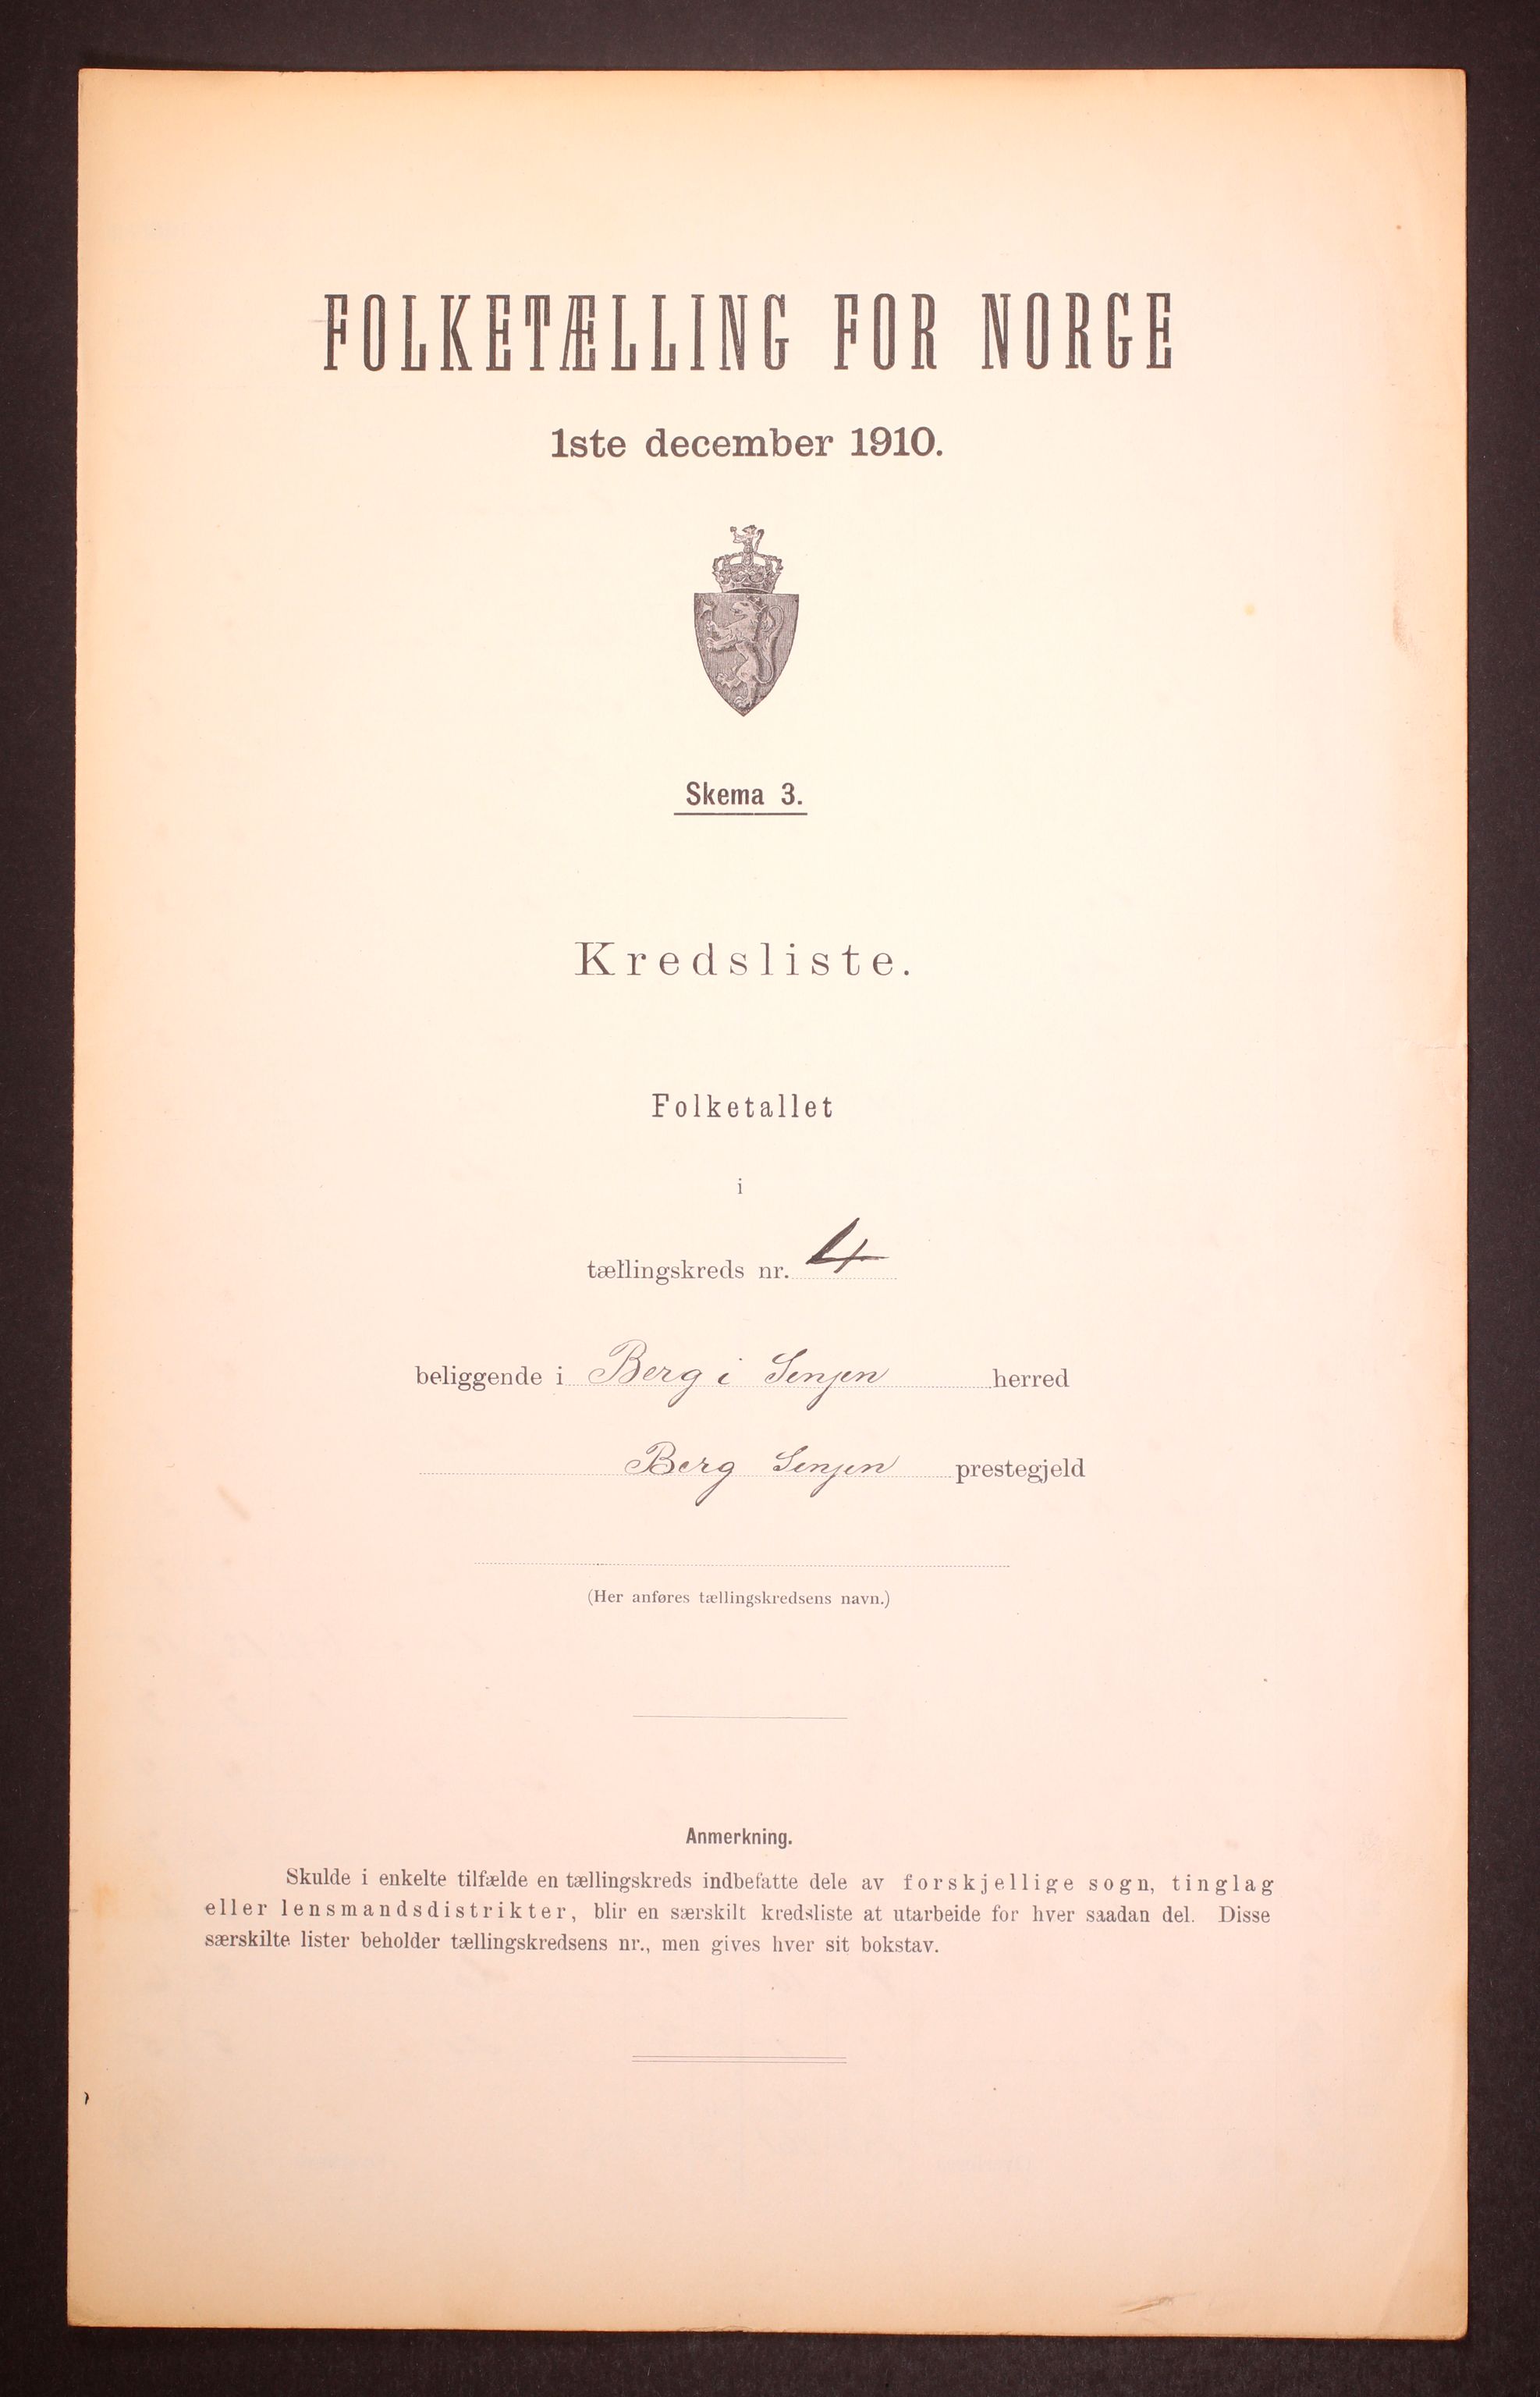 FOLKETÆLLING FOR NORGE
1ste december 1910.
Skema 3.
Kredsliste.
Folketallet
i
tællingskreds nr. 4
beliggende i Berg i Senjen herred
Berg Senjen prestegjeld
(Her anføres tællingskredsens navn.)
Anmerkning.
Skulde i enkelte tilfælde en tællingskreds indbefatte dele av forskjellige sogn, tinglag
eller lensmandsdistrikter, blir en særskilt kredsliste at utarbeide for hver saadan del. Disse
særskilte lister beholder tællingskredsens nr., men gives hver sit bokstav.